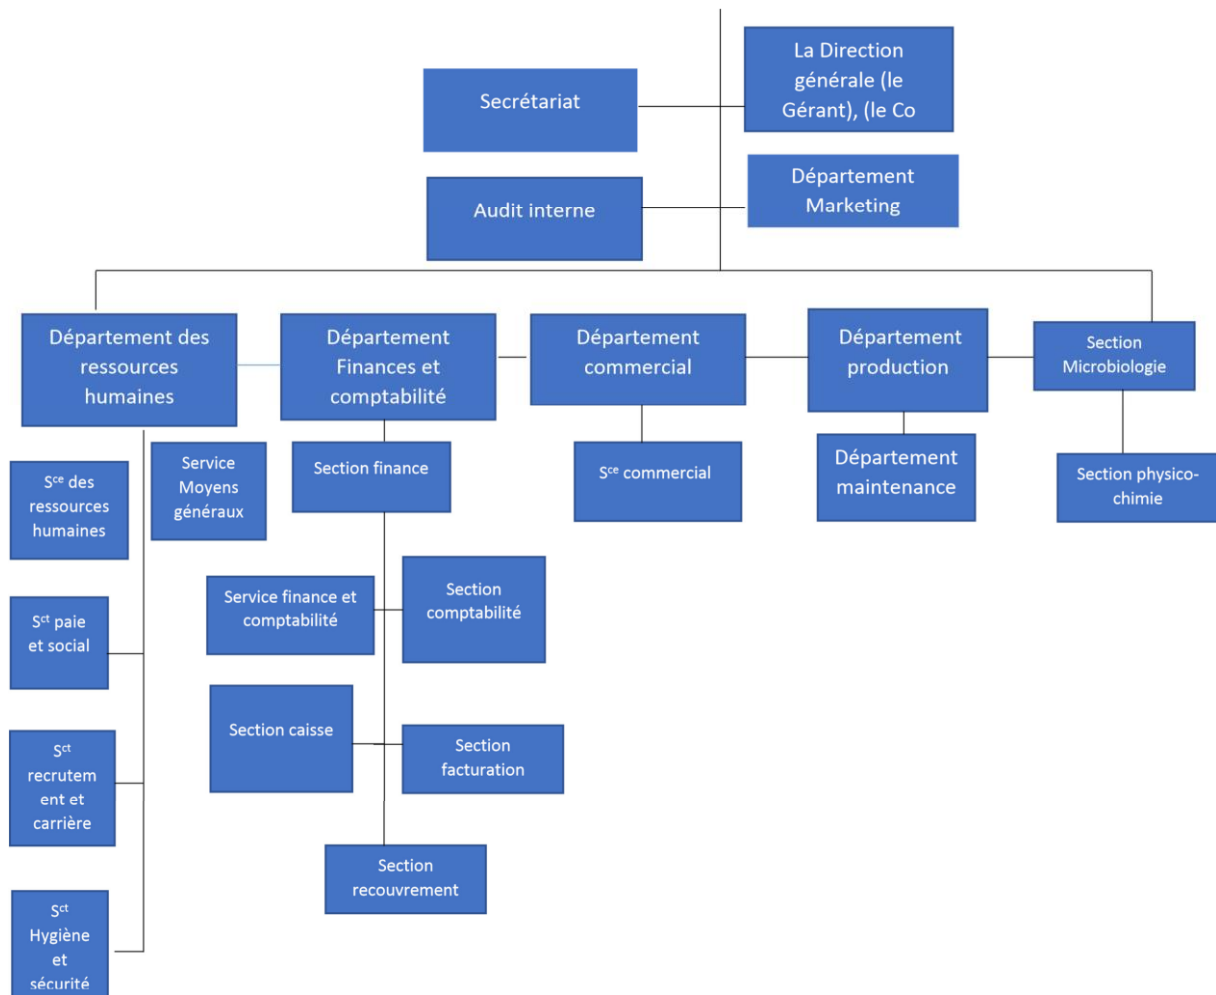 La Direction
générale (le
Gérant), (le Co
Secrétariat
Département
Marketing
Audit interne
Département des
ressources
humaines
Département
Finances et
comptabilité
Département
commercial
Département
production
Section
Microbiologie
Sᶜᵉ des
ressources
humaines
Service
Moyens
généraux
Section finance
Sᶜᵉ commercial
Département
maintenance
Section physico-
chimie
Sᶜᵗ paie
et social
Service finance et
comptabilité
Section
comptabilité
Sᶜᵗ
recrutem
ent et
carrière
Section caisse
Section
facturation
Section
recouvrement
Sᶜᵗ
Hygiène
et
sécurité